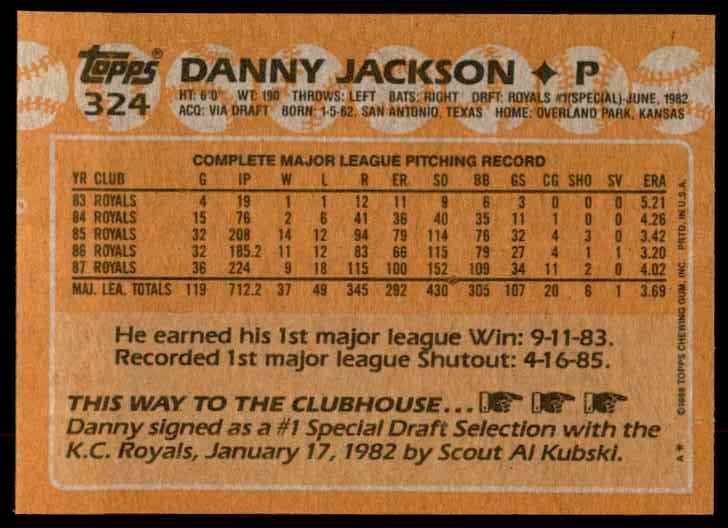 topps®
324
DANNY JACKSON ✦ P
HT: 6'0" WT: 190 THROWS: LEFT BATS: RIGHT DRFT: ROYALS #1(SPECIAL)-JUNE, 1982
ACQ: VIA DRAFT BORN: 1-5-62, SAN ANTONIO, TEXAS HOME: OVERLAND PARK, KANSAS
COMPLETE MAJOR LEAGUE PITCHING RECORD
YR CLUB G IP W L R ER SO BB GS CG SHO SV ERA
83 ROYALS 4 19 1 1 12 11 9 6 3 0 0 0 5.21
84 ROYALS 15 76 2 6 41 36 40 35 11 1 0 0 4.26
85 ROYALS 32 208 14 12 94 79 114 76 32 4 3 0 3.42
86 ROYALS 32 185.2 11 12 83 66 115 79 27 4 1 1 3.20
87 ROYALS 36 224 9 18 115 100 152 109 34 11 2 0 4.02
MAJ. LEA. TOTALS 119 712.2 37 49 345 292 430 305 107 20 6 1 3.69
He earned his 1st major league Win: 9-11-83.
Recorded 1st major league Shutout: 4-16-85.
THIS WAY TO THE CLUBHOUSE...
Danny signed as a #1 Special Draft Selection with the
K.C. Royals, January 17, 1982 by Scout Al Kubski.
A * ©1988 TOPPS CHEWING GUM, INC. PRTD. IN U.S.A.